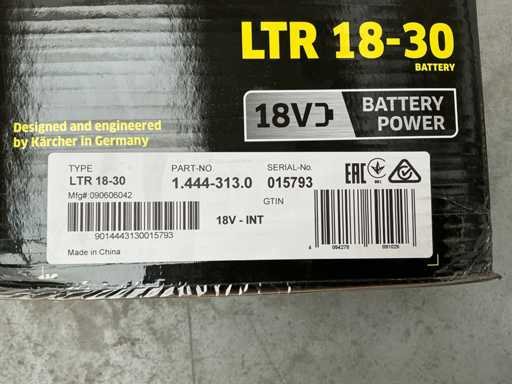 LTR 18-30
BATTERY
18V
BATTERY
POWER
Designed and engineered
by Kärcher in Germany
TYPE PART-NO SERIAL-No.
LTR 18-30 1.444-313.0 015793
Mfg# 090606042
GTIN
18V - INT
9014443130015793
Made in China
EAC